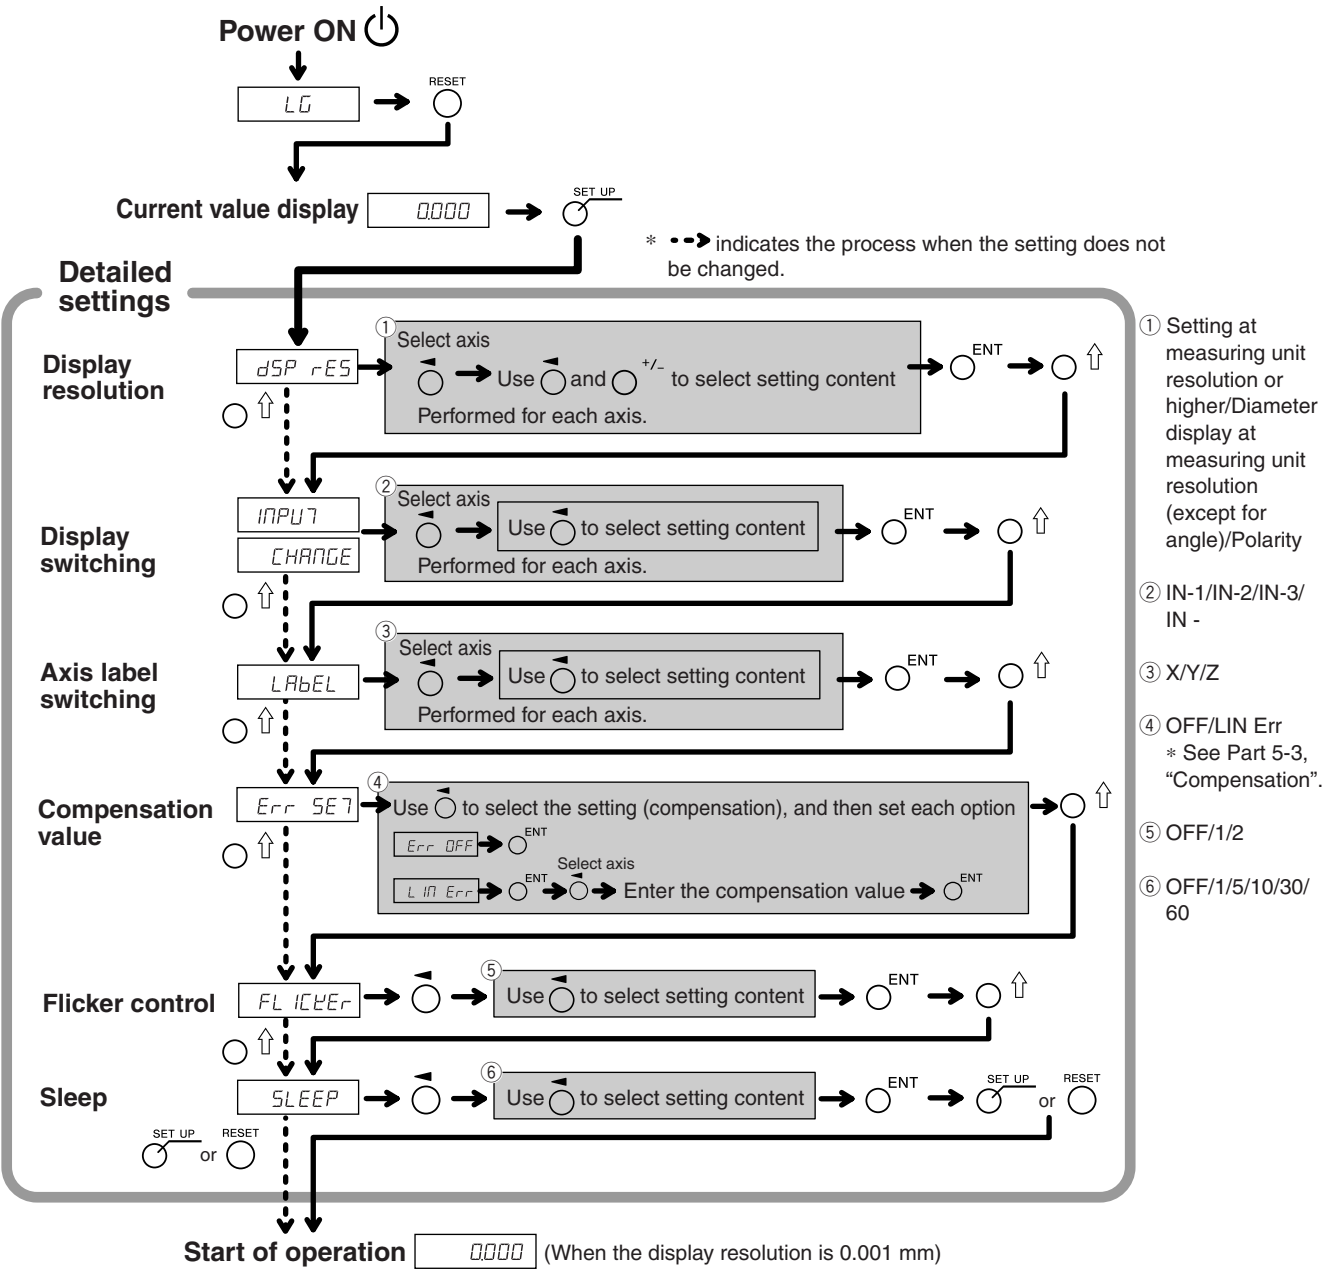 Power ON
LG
RESET
Current value display 0.000 SET UP
* indicates the process when the setting does not
be changed.
Detailed
settings
Display
resolution
dSP rES
①
Select axis
Use and +/- to select setting content
Performed for each axis.
ENT
Display
switching
INPUT
CHANGE
②
Select axis
Use to select setting content
Performed for each axis.
ENT
Axis label
switching
LAbEL
③
Select axis
Use to select setting content
Performed for each axis.
ENT
Compensation
value
Err SET
④
Use to select the setting (compensation), and then set each option
Err OFF ENT
Select axis
LIN Err ENT Enter the compensation value ENT
Flicker control
FLICKEr
⑤
Use to select setting content
ENT
Sleep
SLEEP
⑥
Use to select setting content
ENT
SET UP or RESET
SET UP or RESET
Start of operation 0.000 (When the display resolution is 0.001 mm)
① Setting at
measuring unit
resolution or
higher/Diameter
display at
measuring unit
resolution
(except for
angle)/Polarity
② IN-1/IN-2/IN-3/
IN -
③ X/Y/Z
④ OFF/LIN Err
* See Part 5-3,
“Compensation”.
⑤ OFF/1/2
⑥ OFF/1/5/10/30/
60